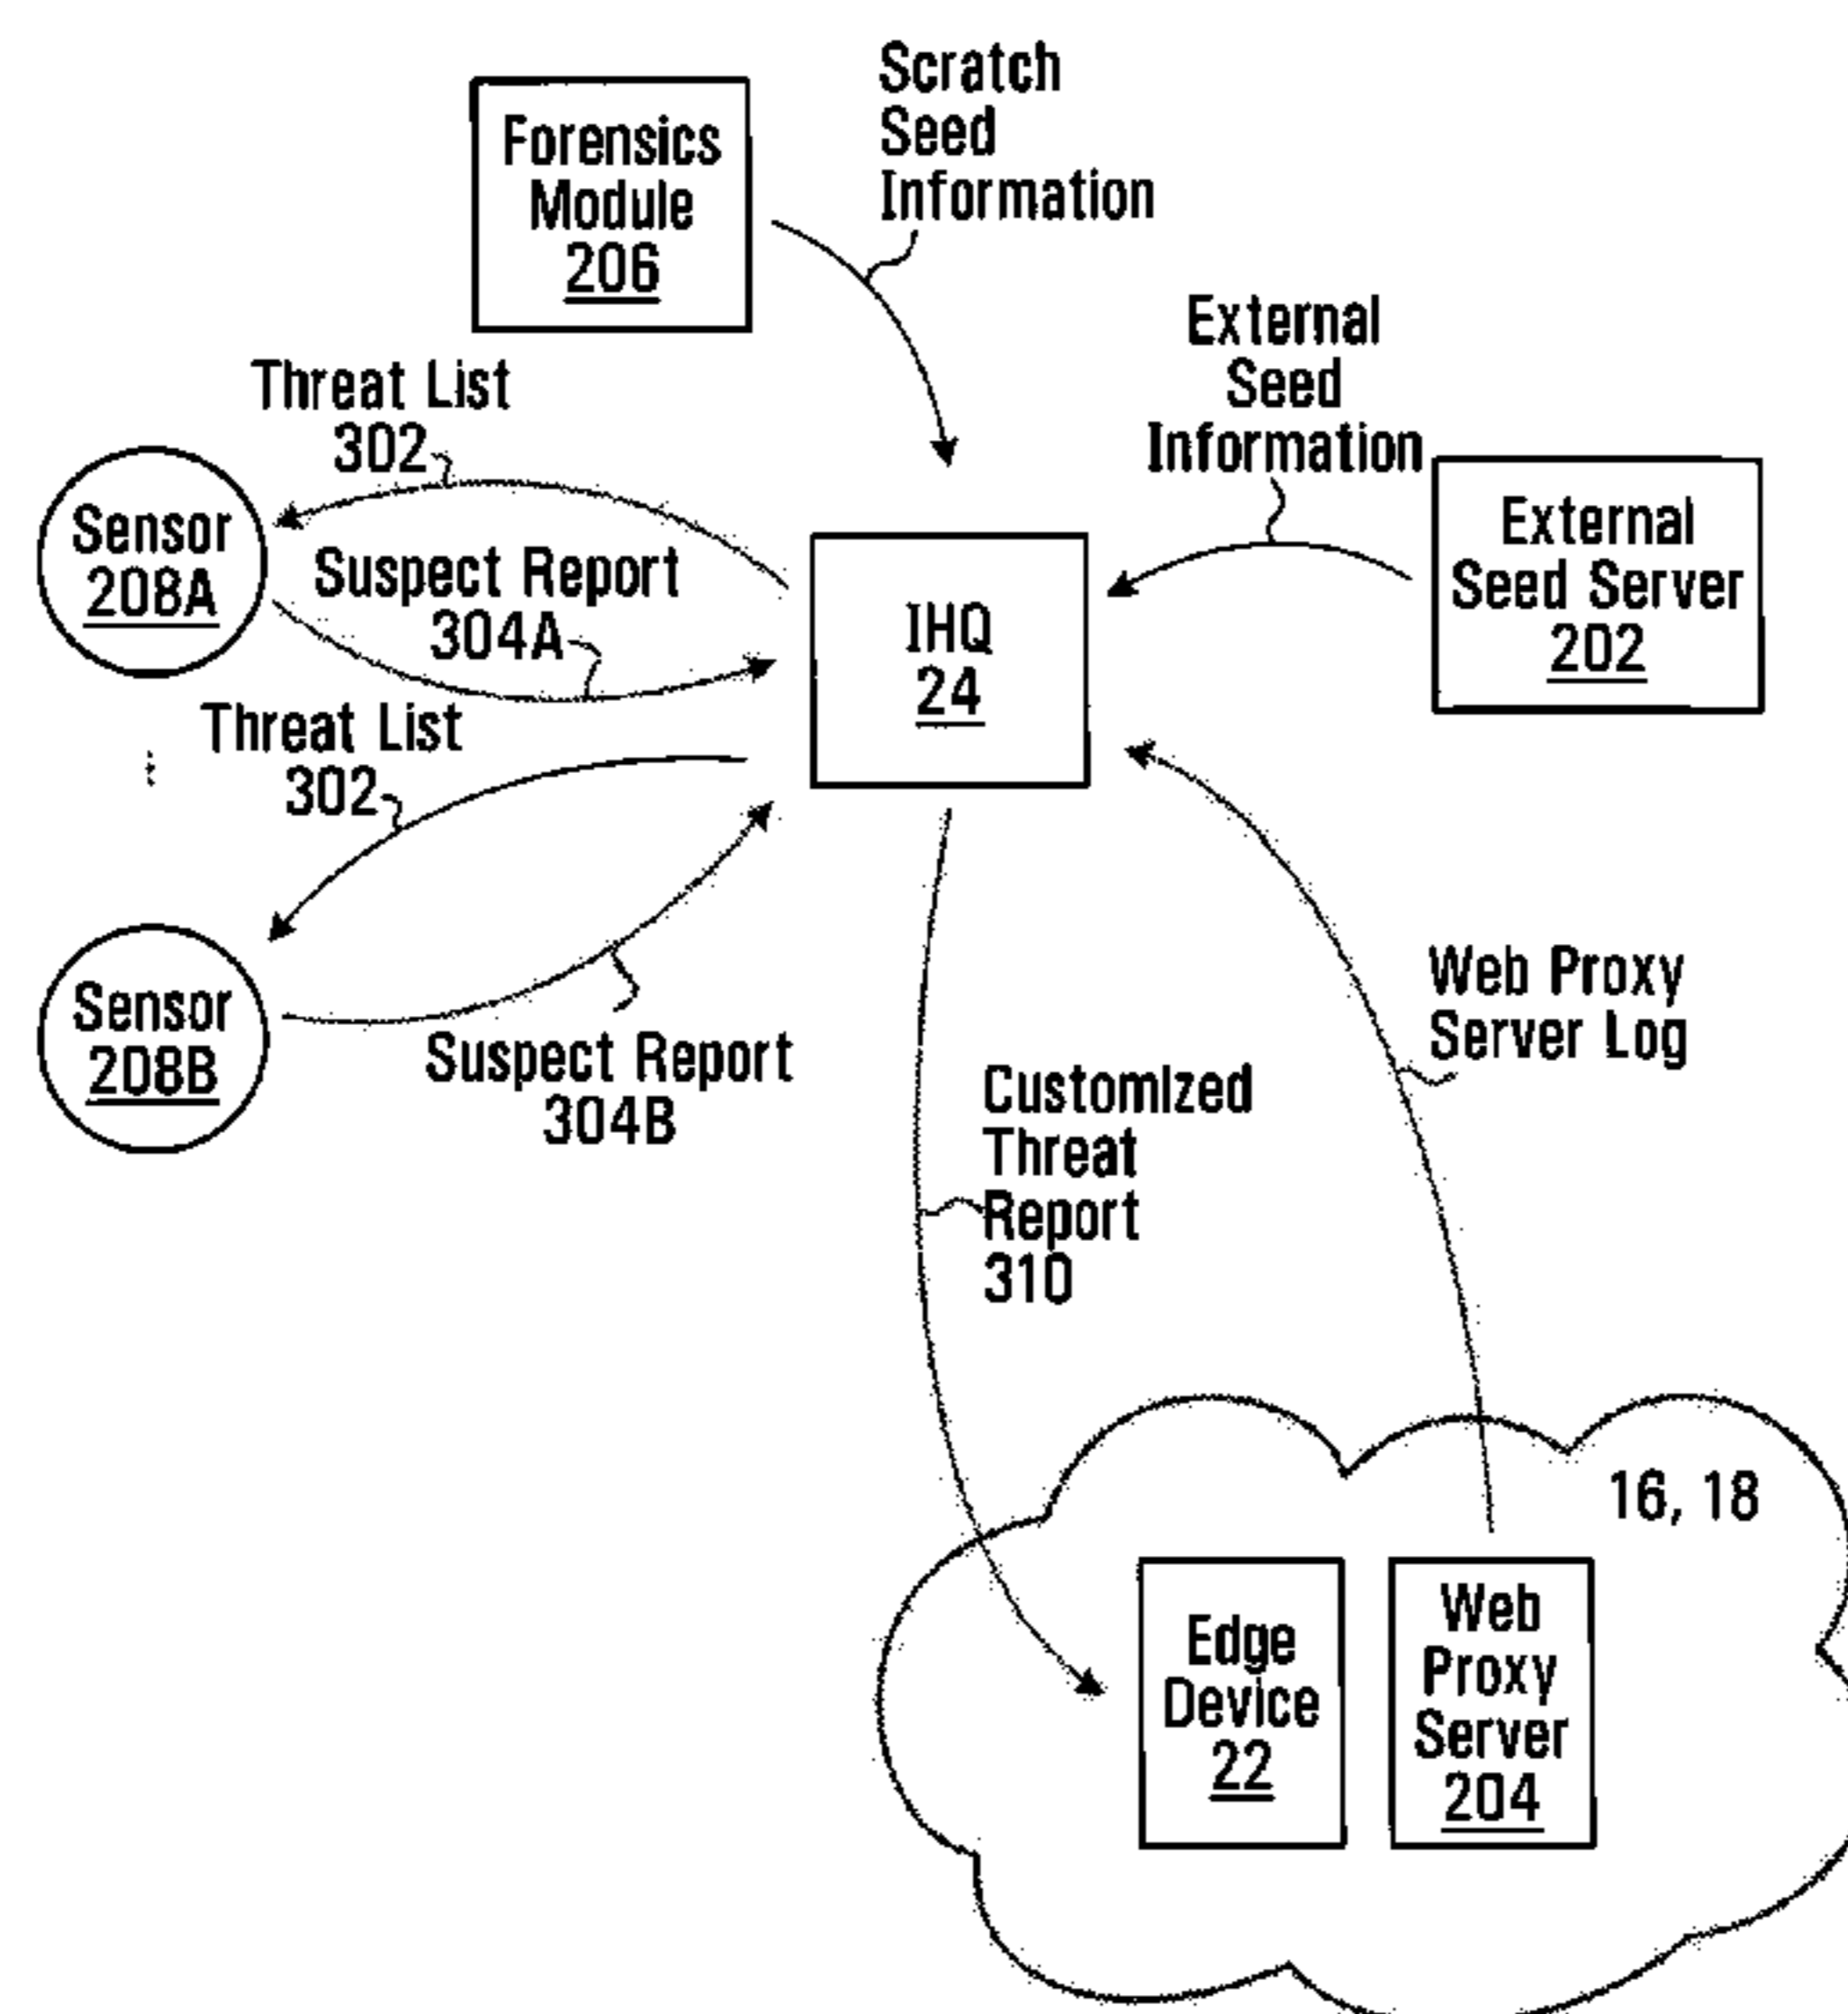 Scratch
Seed
Information
Forensics
Module
206
External
Seed
Information
Threat List
302
Sensor
208A
Suspect Report
304A
IHQ
24
External
Seed Server
202
Threat List
302
Sensor
208B
Suspect Report
304B
Web Proxy
Server Log
Customized
Threat
Report
310
16, 18
Edge
Device
22
Web
Proxy
Server
204